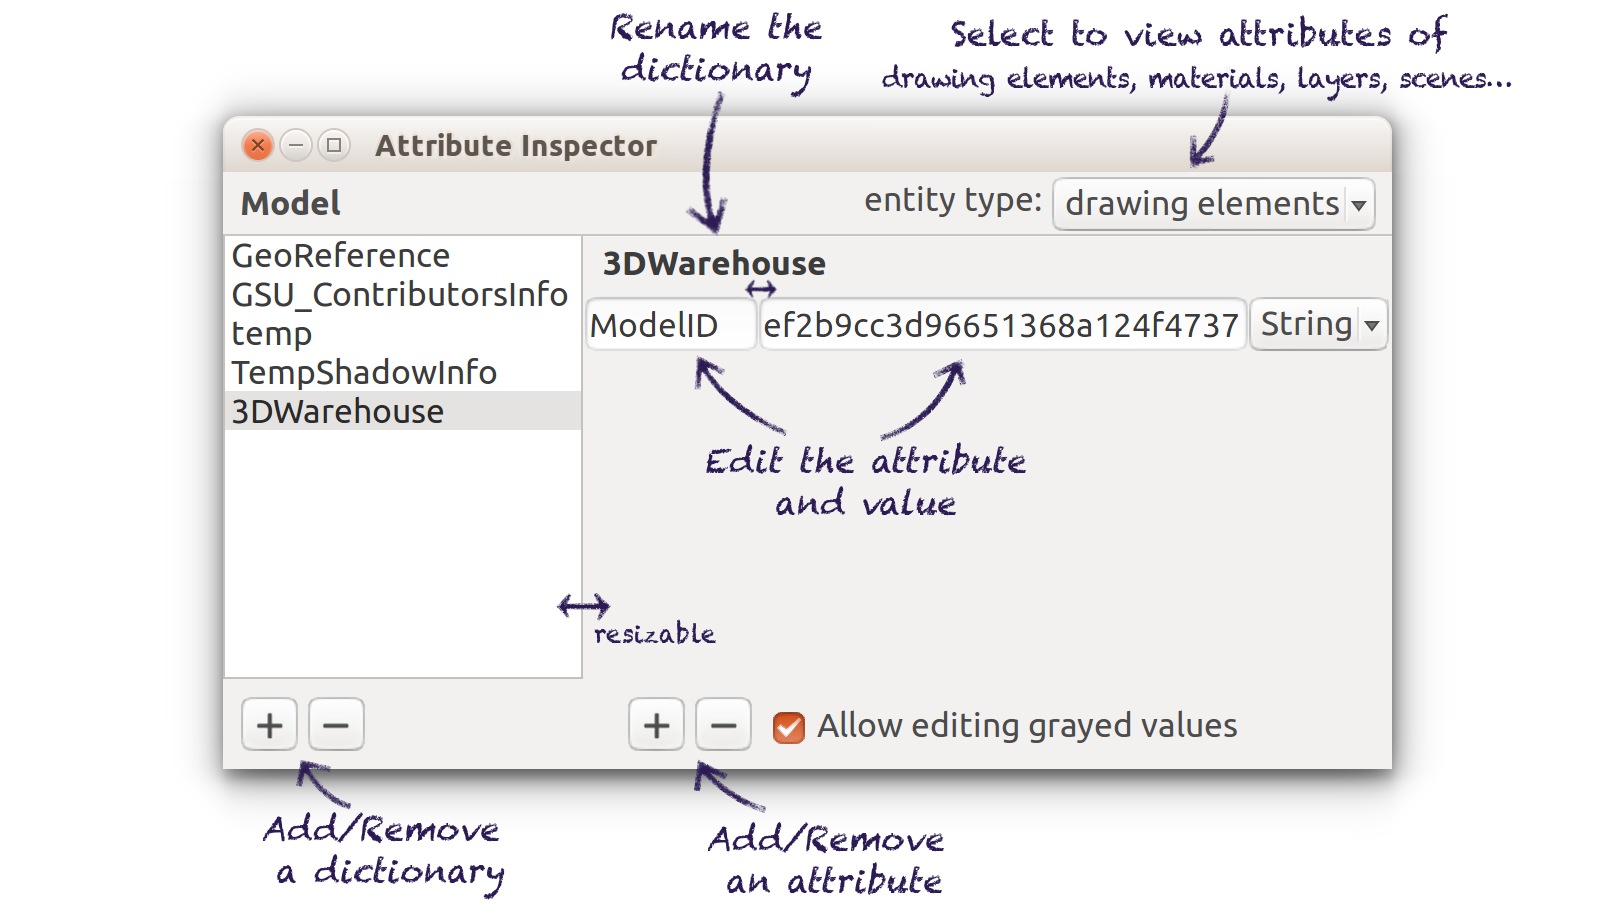 Rename the
dictionary
Select to view attributes of
drawing elements, materials, layers, scenes...
Attribute Inspector
Model
entity type: drawing elements
GeoReference
GSU_ContributorsInfo
temp
TempShadowInfo
3DWarehouse
3DWarehouse
ModelID ef2b9cc3d96651368a124f4737 String
Edit the attribute
and value
resizable
+ − + − Allow editing grayed values
Add/Remove
a dictionary
Add/Remove
an attribute